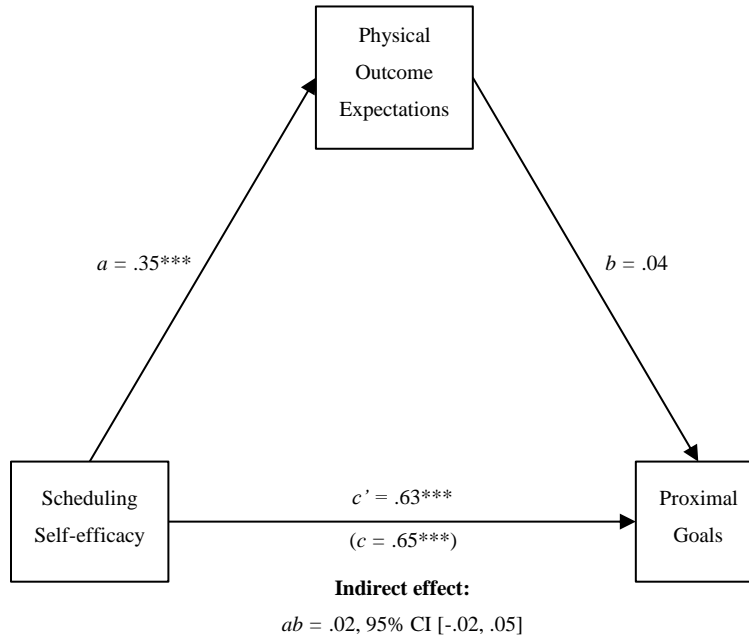 Physical
Outcome
Expectations
a = .35***
b = .04
Scheduling
Self-efficacy
c’ = .63***
(c = .65***)
Proximal
Goals
Indirect effect:
ab = .02, 95% CI [-.02, .05]